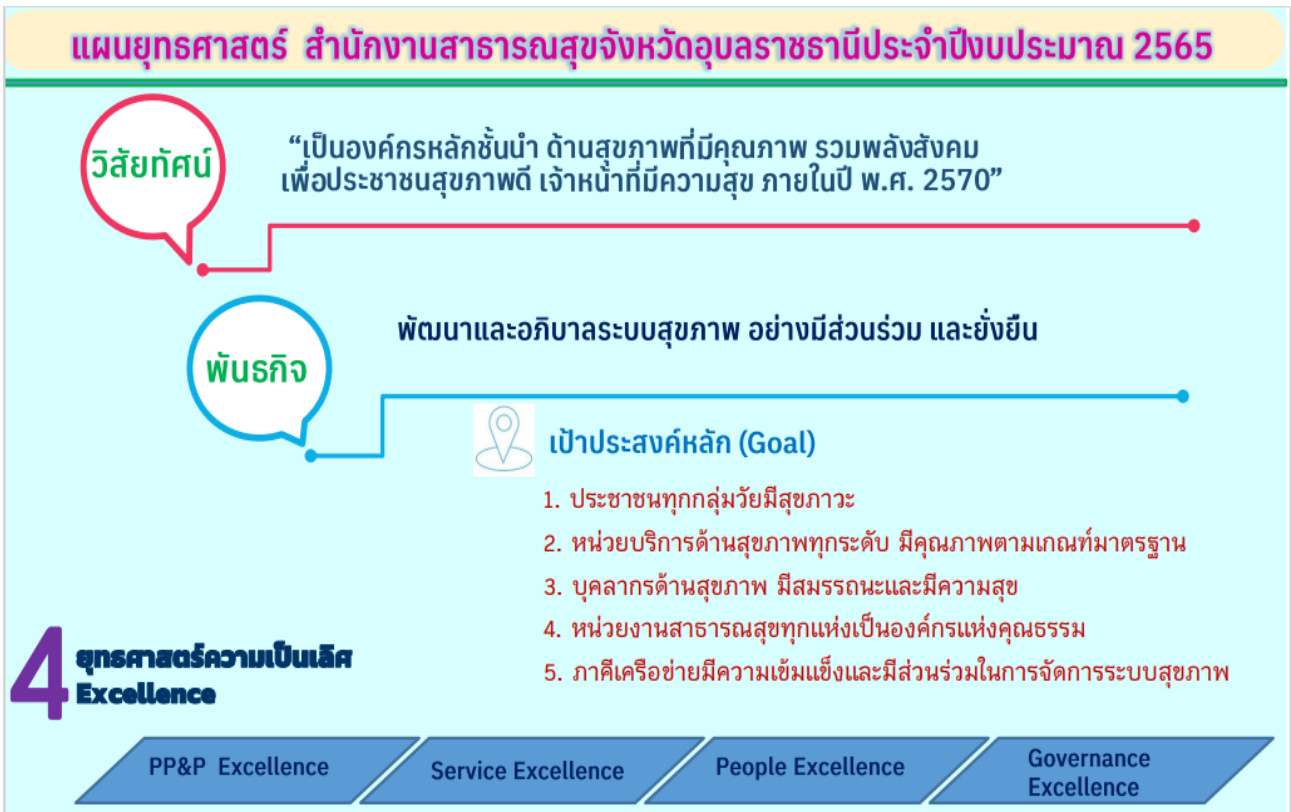 แผนยุทธศาสตร์ สำนักงานสาธารณสุขจังหวัดอุบลราชธานีประจำปีงบประมาณ 2565
วิสัยทัศน์
“เป็นองค์กรหลักชั้นนำ ด้านสุขภาพที่มีคุณภาพ รวมพลังสังคม
เพื่อประชาชนสุขภาพดี เจ้าหน้าที่มีความสุข ภายในปี พ.ศ. 2570”
พันธกิจ
พัฒนาและอภิบาลระบบสุขภาพ อย่างมีส่วนร่วม และยั่งยืน
เป้าประสงค์หลัก (Goal)
1. ประชาชนทุกกลุ่มวัยมีสุขภาวะ
2. หน่วยบริการด้านสุขภาพทุกระดับ มีคุณภาพตามเกณฑ์มาตรฐาน
3. บุคลากรด้านสุขภาพ มีสมรรถนะและมีความสุข
4. หน่วยงานสาธารณสุขทุกแห่งเป็นองค์กรแห่งคุณธรรม
5. ภาคีเครือข่ายมีความเข้มแข็งและมีส่วนร่วมในการจัดการระบบสุขภาพ
4 ยุทธศาสตร์ความเป็นเลิศ
Excellence
PP&P Excellence
Service Excellence
People Excellence
Governance
Excellence